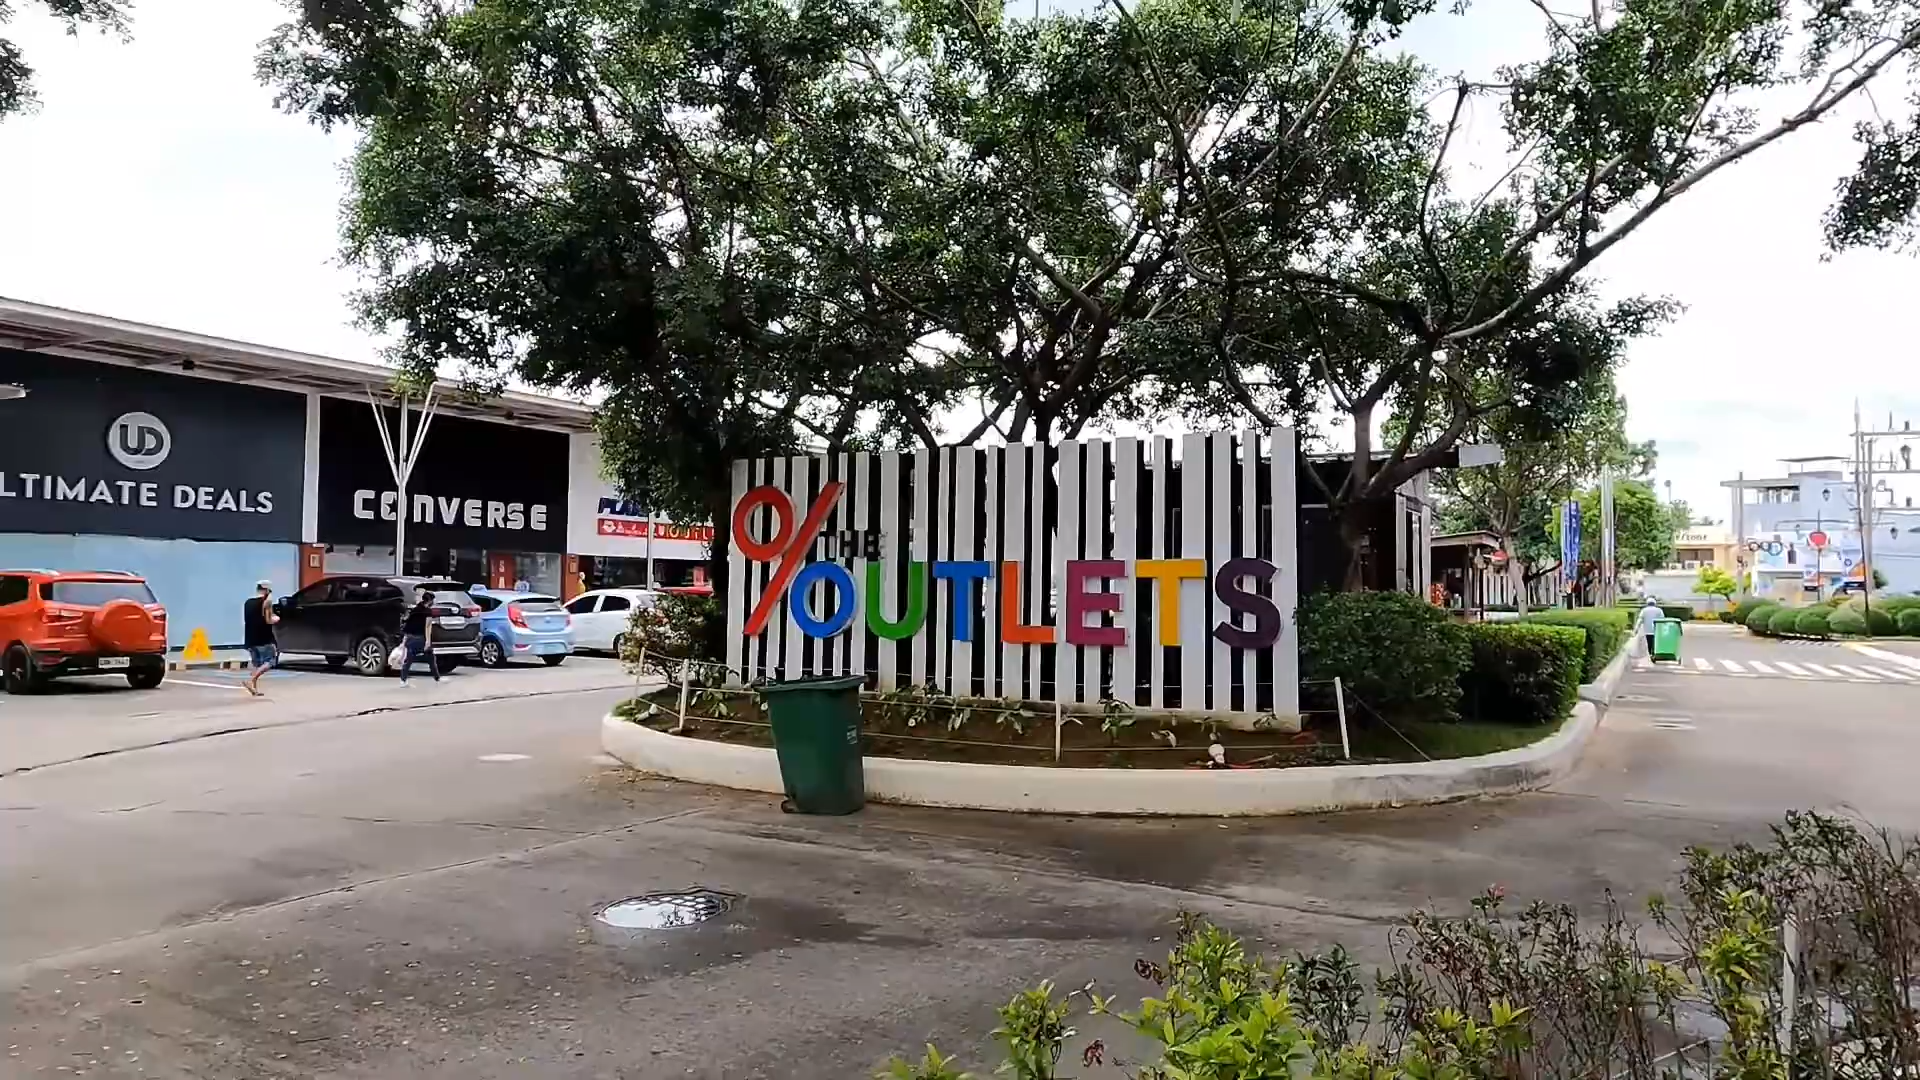 UD
LTIMATE DEALS
CONVERSE
%THE
OUTLETS